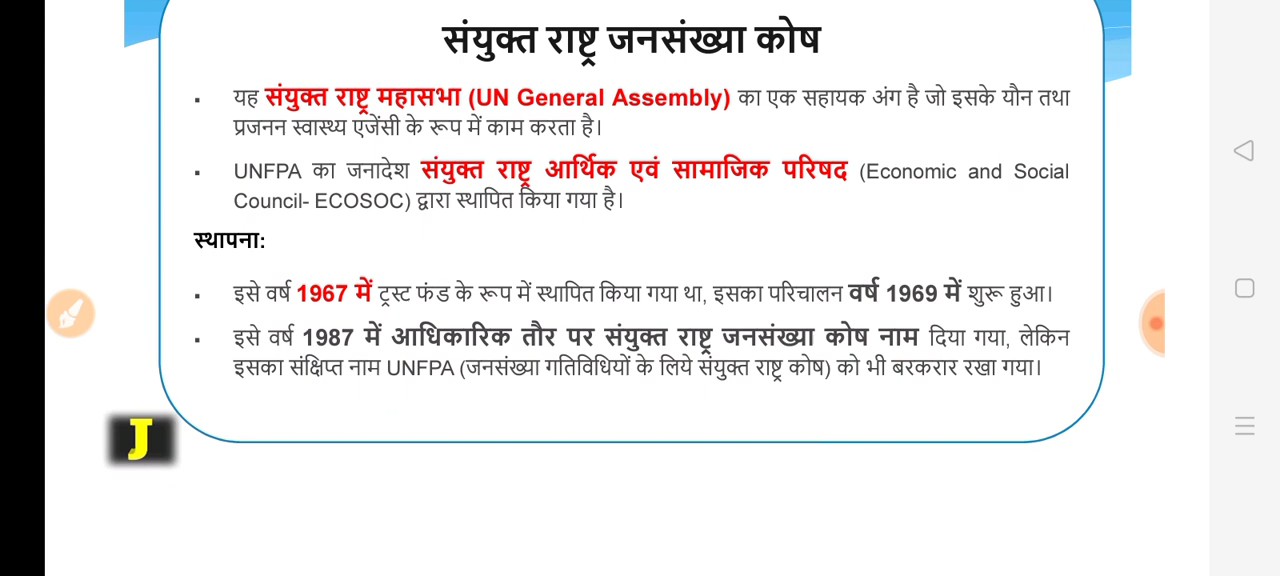 संयुक्त राष्ट्र जनसंख्या कोष
▪ यह संयुक्त राष्ट्र महासभा (UN General Assembly) का एक सहायक अंग है जो इसके यौन तथा
प्रजनन स्वास्थ्य एजेंसी के रूप में काम करता है।
▪ UNFPA का जनादेश संयुक्त राष्ट्र आर्थिक एवं सामाजिक परिषद (Economic and Social
Council- ECOSOC) द्वारा स्थापित किया गया है।
स्थापना:
▪ इसे वर्ष 1967 में ट्रस्ट फंड के रूप में स्थापित किया गया था, इसका परिचालन वर्ष 1969 में शुरू हुआ।
▪ इसे वर्ष 1987 में आधिकारिक तौर पर संयुक्त राष्ट्र जनसंख्या कोष नाम दिया गया, लेकिन
इसका संक्षिप्त नाम UNFPA (जनसंख्या गतिविधियों के लिये संयुक्त राष्ट्र कोष) को भी बरकरार रखा गया।
J